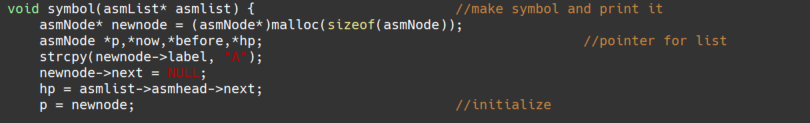 void symbol(asmList* asmlist) { //make symbol and print it
asmNode* newnode = (asmNode*)malloc(sizeof(asmNode));
asmNode *p,*now,*before,*hp; //pointer for list
strcpy(newnode->label, "A");
newnode->next = NULL;
hp = asmlist->asmhead->next;
p = newnode; //initialize